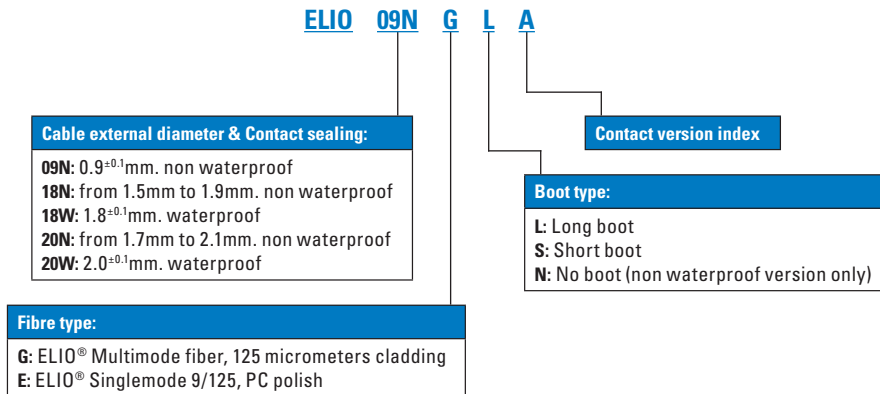 ELIO 09N G L A
Cable external diameter & Contact sealing:
09N: 0.9±0.1mm. non waterproof
18N: from 1.5mm to 1.9mm. non waterproof
18W: 1.8±0.1mm. waterproof
20N: from 1.7mm to 2.1mm. non waterproof
20W: 2.0±0.1mm. waterproof
Contact version index
Boot type:
L: Long boot
S: Short boot
N: No boot (non waterproof version only)
Fibre type:
G: ELIO® Multimode fiber, 125 micrometers cladding
E: ELIO® Singlemode 9/125, PC polish